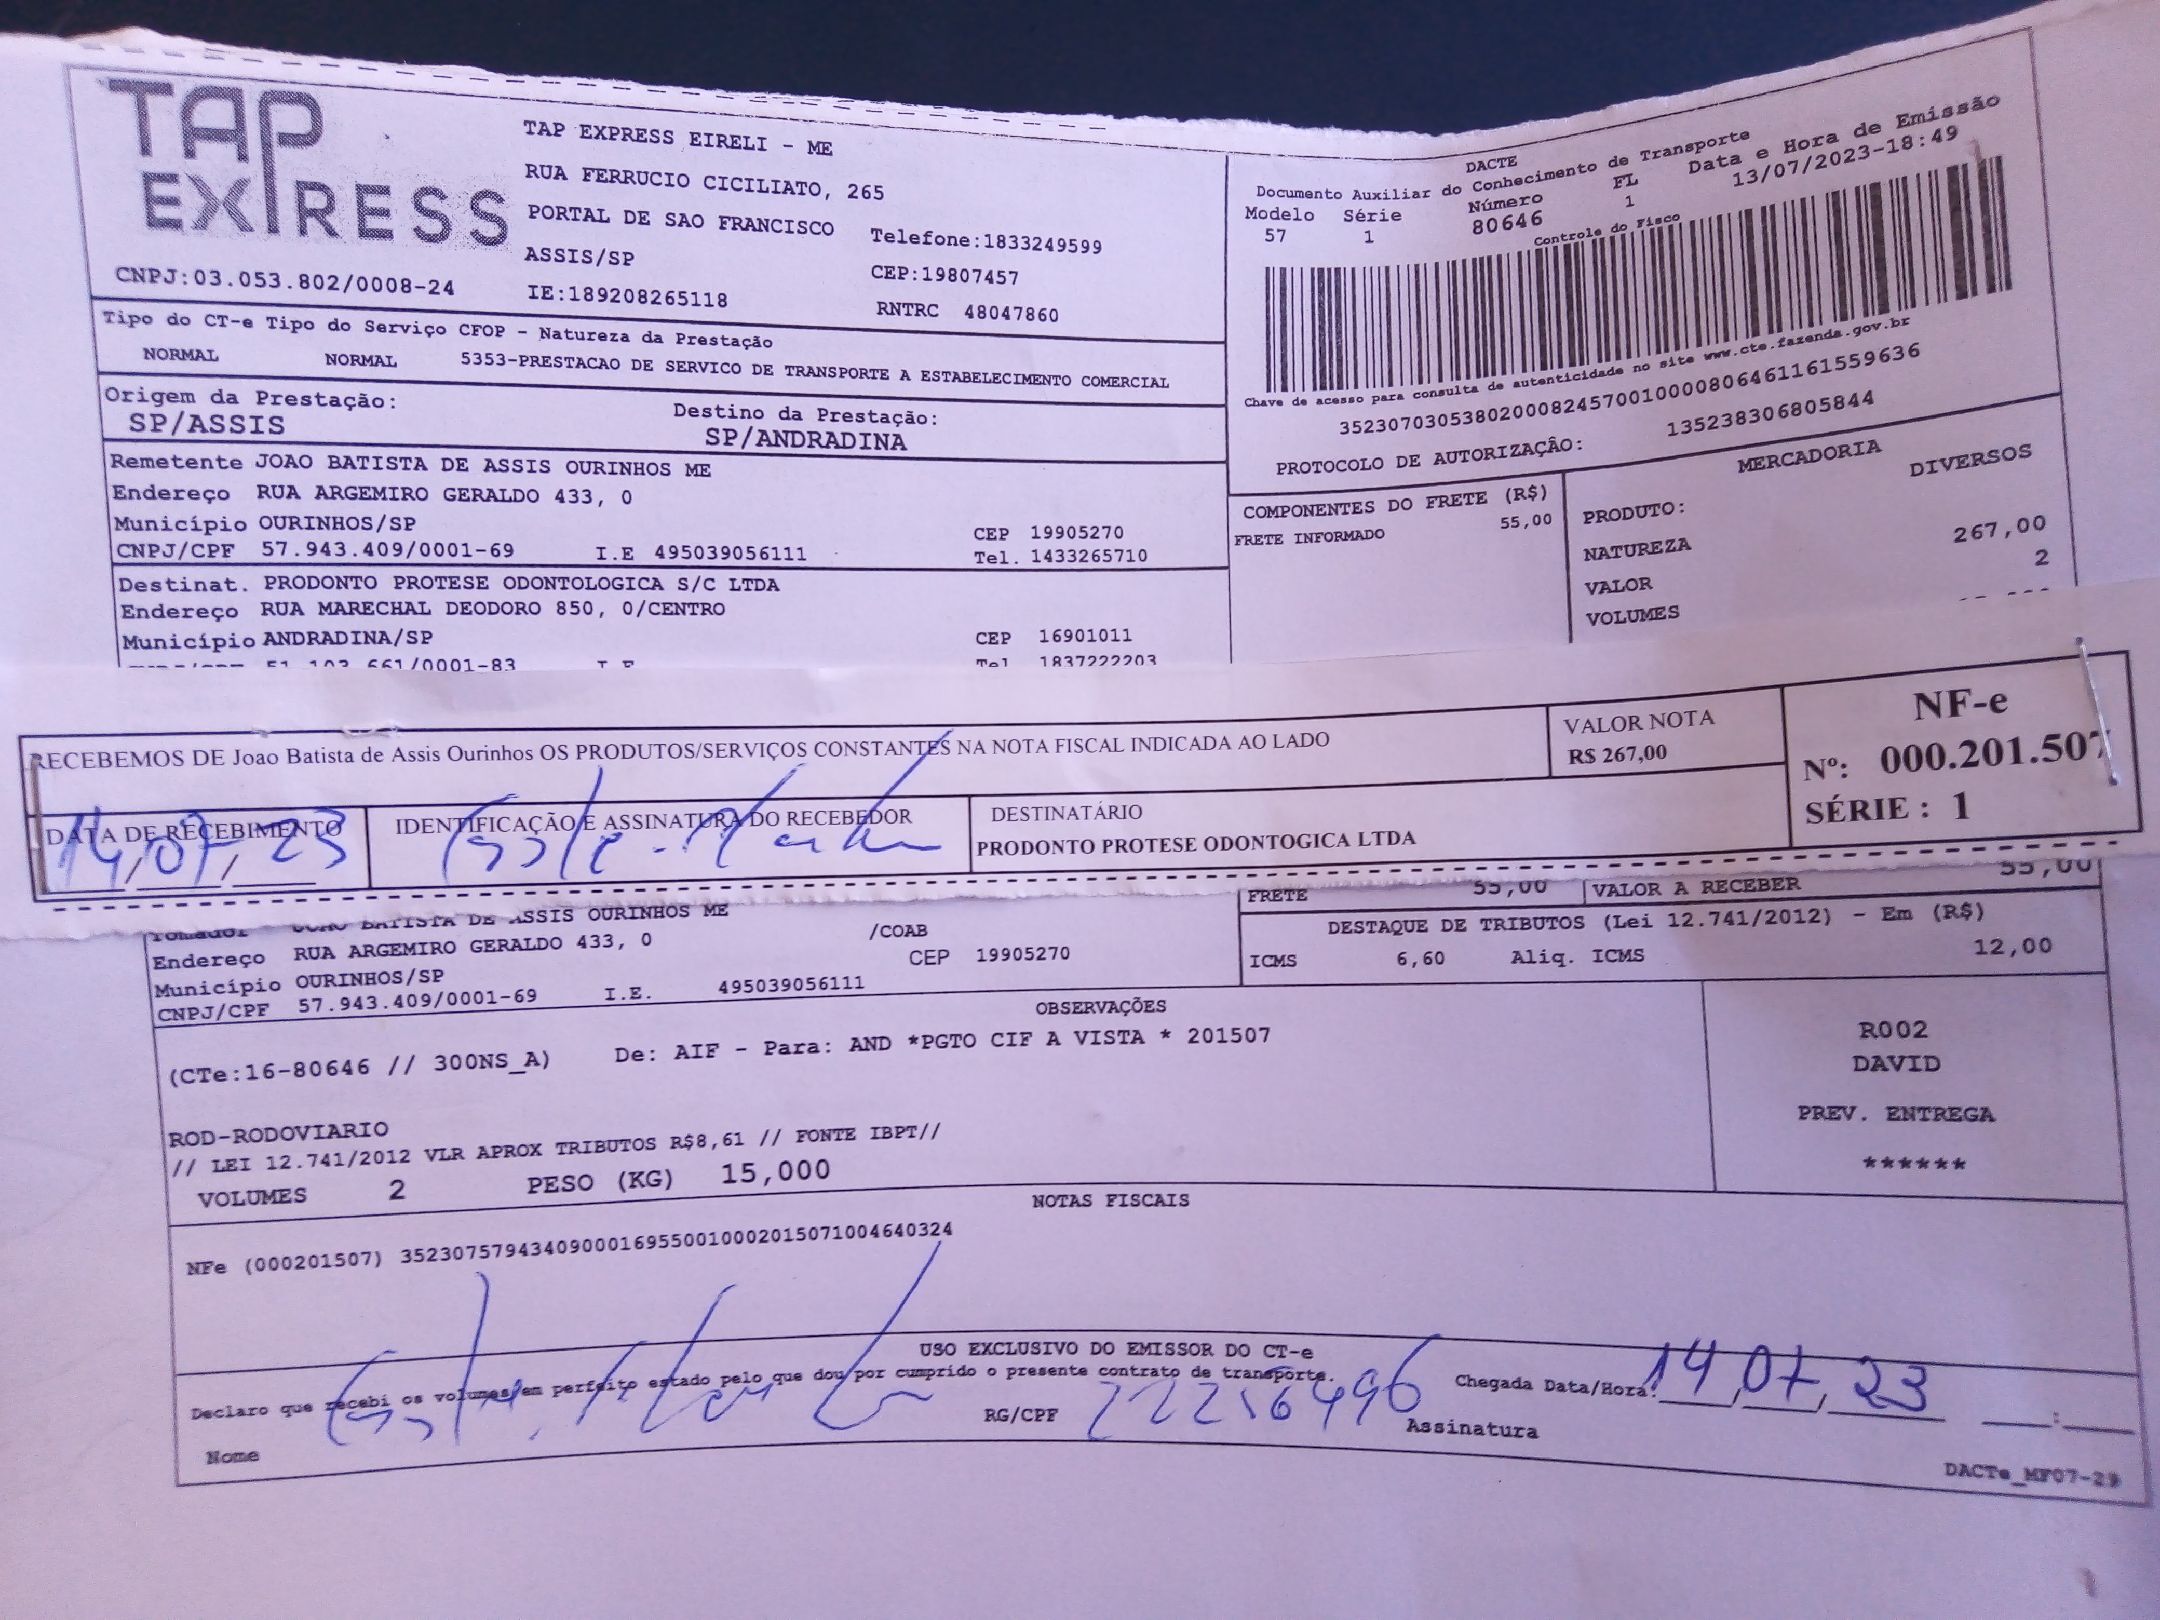 TAP
EXPRESS
TAP EXPRESS EIRELI - ME
RUA FERRUCIO CICILIATO, 265
PORTAL DE SAO FRANCISCO
Telefone:1833249599
ASSIS/SP
CEP:19807457
CNPJ:03.053.802/0008-24
IE:189208265118
RNTRC 48047860
DACTE
Documento Auxiliar do Conhecimento de Transporte
Modelo Série Número FL Data e Hora de Emissão
57 1 80646 1 13/07/2023-18:49
Controle do Fisco
Chave de acesso para consulta de autenticidade no site www.cte.fazenda.gov.br
35230703053802000824570010000806461161559636
PROTOCOLO DE AUTORIZAÇÂO: 135238306805844
Tipo do CT-e Tipo do Serviço CFOP - Natureza da Prestação
NORMAL NORMAL 5353-PRESTACAO DE SERVICO DE TRANSPORTE A ESTABELECIMENTO COMERCIAL
Origem da Prestação: Destino da Prestação:
SP/ASSIS SP/ANDRADINA
Remetente JOAO BATISTA DE ASSIS OURINHOS ME
Endereço RUA ARGEMIRO GERALDO 433, 0
Município OURINHOS/SP CEP 19905270
CNPJ/CPF 57.943.409/0001-69 I.E 495039056111 Tel. 1433265710
COMPONENTES DO FRETE (R$)
FRETE INFORMADO 55,00
MERCADORIA
PRODUTO: DIVERSOS
NATUREZA
VALOR 267,00
VOLUMES 2
Destinat. PRODONTO PROTESE ODONTOLOGICA S/C LTDA
Endereço RUA MARECHAL DEODORO 850, 0/CENTRO
Município ANDRADINA/SP CEP 16901011
51.103.661/0001-83 I.E Tel 1837222203
RECEBEMOS DE Joao Batista de Assis Ourinhos OS PRODUTOS/SERVIÇOS CONSTANTES NA NOTA FISCAL INDICADA AO LADO
VALOR NOTA
R$ 267,00
NF-e
Nº: 000.201.507
SÉRIE : 1
DATA DE RECEBIMENTO
14/07/23
IDENTIFICAÇÃO E ASSINATURA DO RECEBEDOR
DESTINATÁRIO
PRODONTO PROTESE ODONTOGICA LTDA
FRETE 55,00 VALOR A RECEBER 55,00
Tomador JOAO BATISTA DE ASSIS OURINHOS ME
Endereço RUA ARGEMIRO GERALDO 433, 0 /COAB
Município OURINHOS/SP CEP 19905270
CNPJ/CPF 57.943.409/0001-69 I.E. 495039056111
DESTAQUE DE TRIBUTOS (Lei 12.741/2012) - Em (R$)
ICMS 6,60 Aliq. ICMS 12,00
OBSERVAÇÕES
(CTe:16-80646 // 300NS_A) De: AIF - Para: AND *PGTO CIF A VISTA * 201507
ROD-RODOVIARIO
// LEI 12.741/2012 VLR APROX TRIBUTOS R$8,61 // FONTE IBPT//
VOLUMES 2 PESO (KG) 15,000
R002
DAVID
PREV. ENTREGA
******
NOTAS FISCAIS
NFe (000201507) 35230757943409000169550010002015071004640324
USO EXCLUSIVO DO EMISSOR DO CT-e
Declaro que recebi os volumes em perfeito estado pelo que dou por cumprido o presente contrato de transporte.
Chegada Data/Hora: 14/07/23 :
Nome RG/CPF Assinatura
DACTe_MF07-29